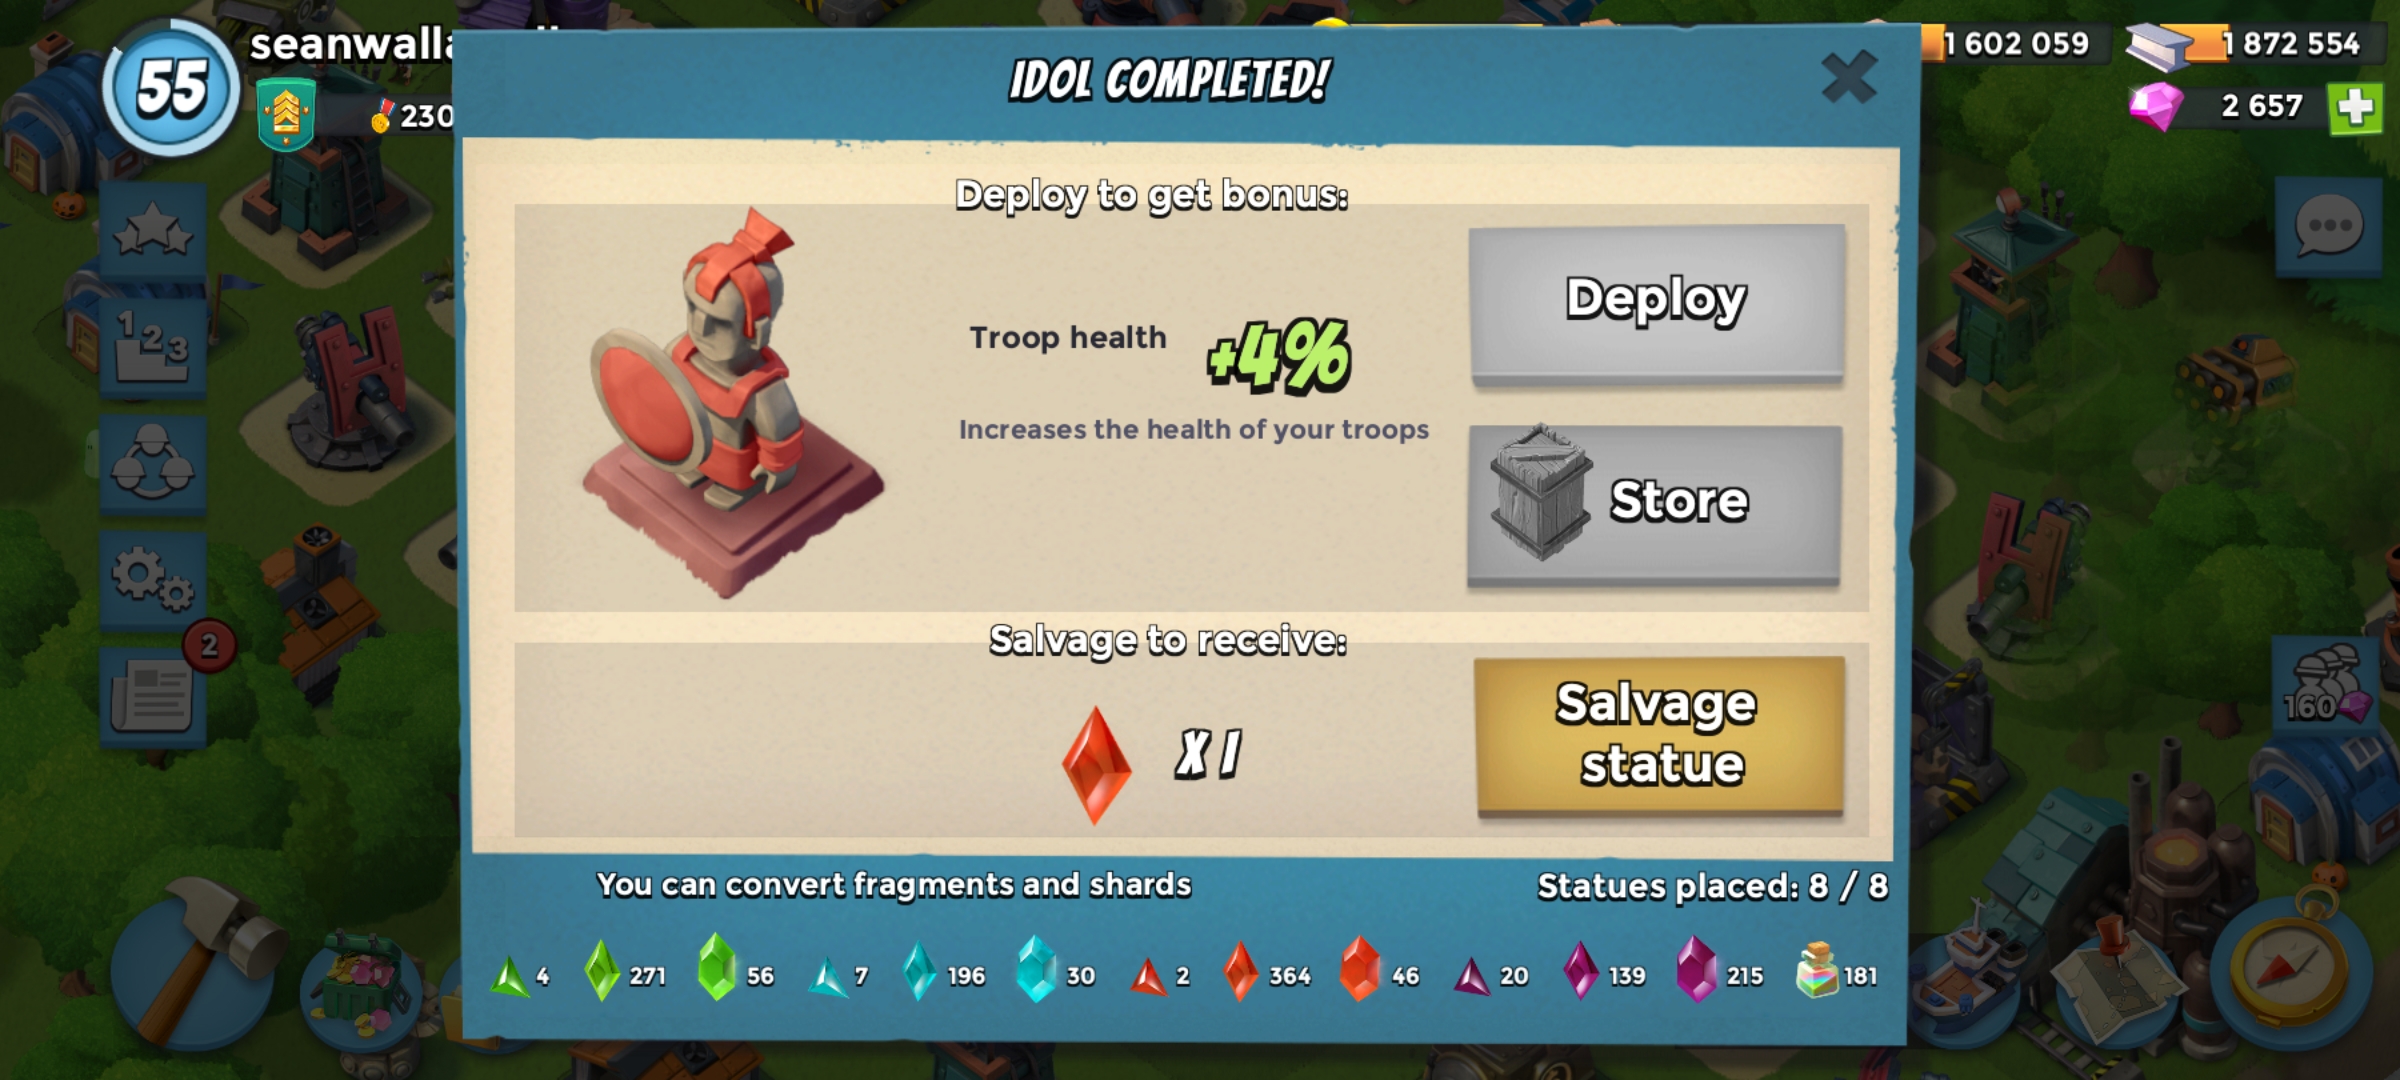 55
230
IDOL COMPLETED!
1 602 059
1 872 554
2 657
Deploy to get bonus:
Troop health +4%
Increases the health of your troops
Deploy
Store
1 2 3
2
Salvage to receive:
X 1
Salvage
statue
160
You can convert fragments and shards
Statues placed: 8 / 8
4 271 56 7 196 30 2 364 46 20 139 215 181